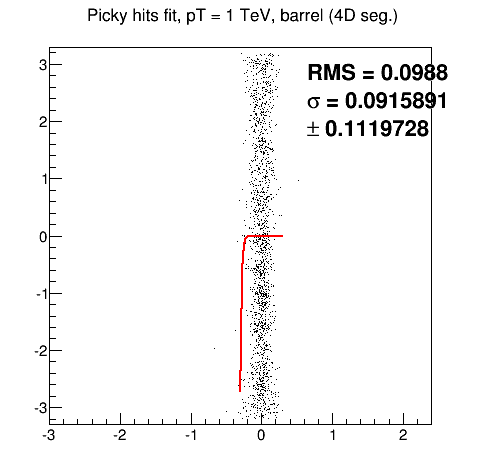 Picky hits fit, pT = 1 TeV, barrel (4D seg.)
RMS = 0.0988
σ = 0.0915891
± 0.1119728
3
2
1
0
-1
-2
-3
-3 -2 -1 0 1 2